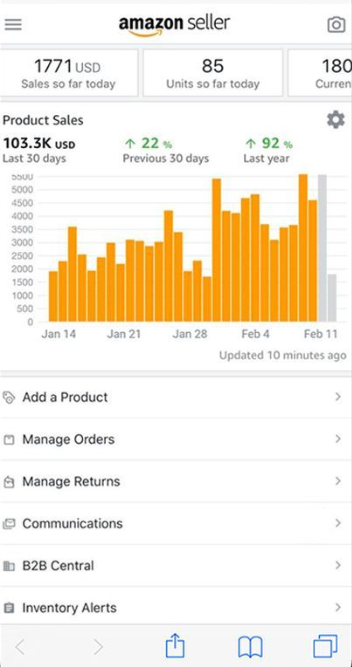 amazon seller
1771 USD
Sales so far today
85
Units so far today
180
Curren
Product Sales
103.3K USD
Last 30 days
↑ 22 %
Previous 30 days
↑ 92 %
Last year
5500
5000
4500
4000
3500
3000
2500
2000
1500
1000
500
0
Jan 14 Jan 21 Jan 28 Feb 4 Feb 11
Updated 10 minutes ago
Add a Product
Manage Orders
Manage Returns
Communications
B2B Central
Inventory Alerts